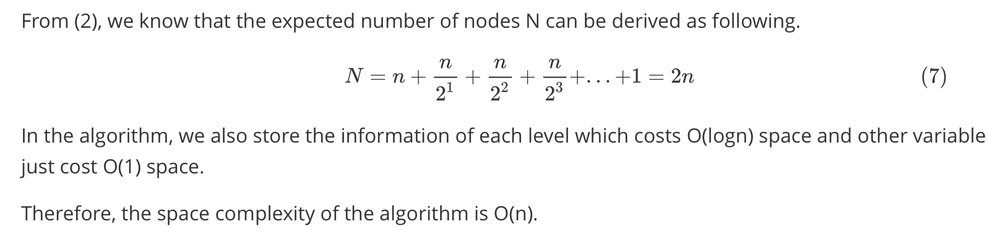 From (2), we know that the expected number of nodes N can be derived as following.
N = n + \frac{n}{2^1} + \frac{n}{2^2} + \frac{n}{2^3} +...+1 = 2n (7)
In the algorithm, we also store the information of each level which costs O(logn) space and other variable
just cost O(1) space.
Therefore, the space complexity of the algorithm is O(n).